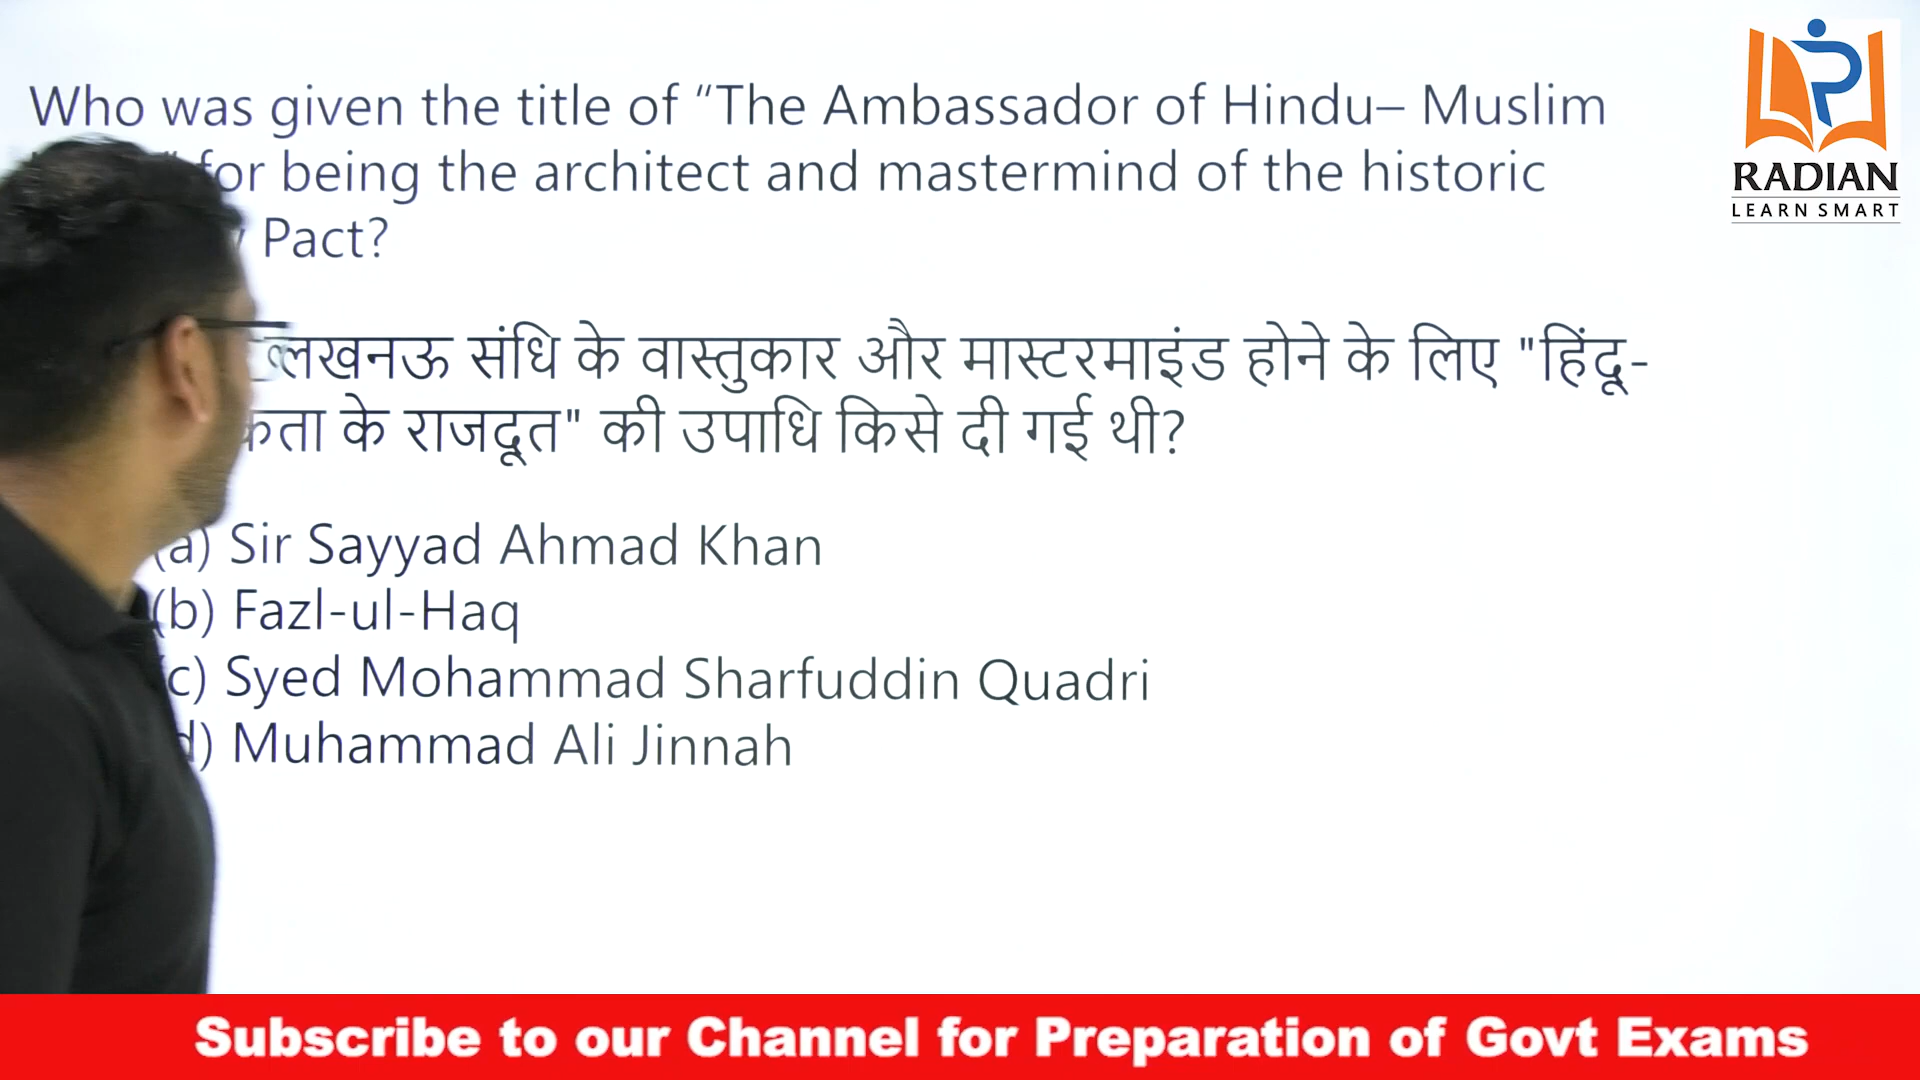 Who was given the title of “The Ambassador of Hindu– Muslim
for being the architect and mastermind of the historic
Pact?
लखनऊ संधि के वास्तुकार और मास्टरमाइंड होने के लिए "हिंदू-
के राजदूत" की उपाधि किसे दी गई थी?
(a) Sir Sayyad Ahmad Khan
(b) Fazl-ul-Haq
(c) Syed Mohammad Sharfuddin Quadri
(d) Muhammad Ali Jinnah
RADIAN
LEARN SMART
Subscribe to our Channel for Preparation of Govt Exams